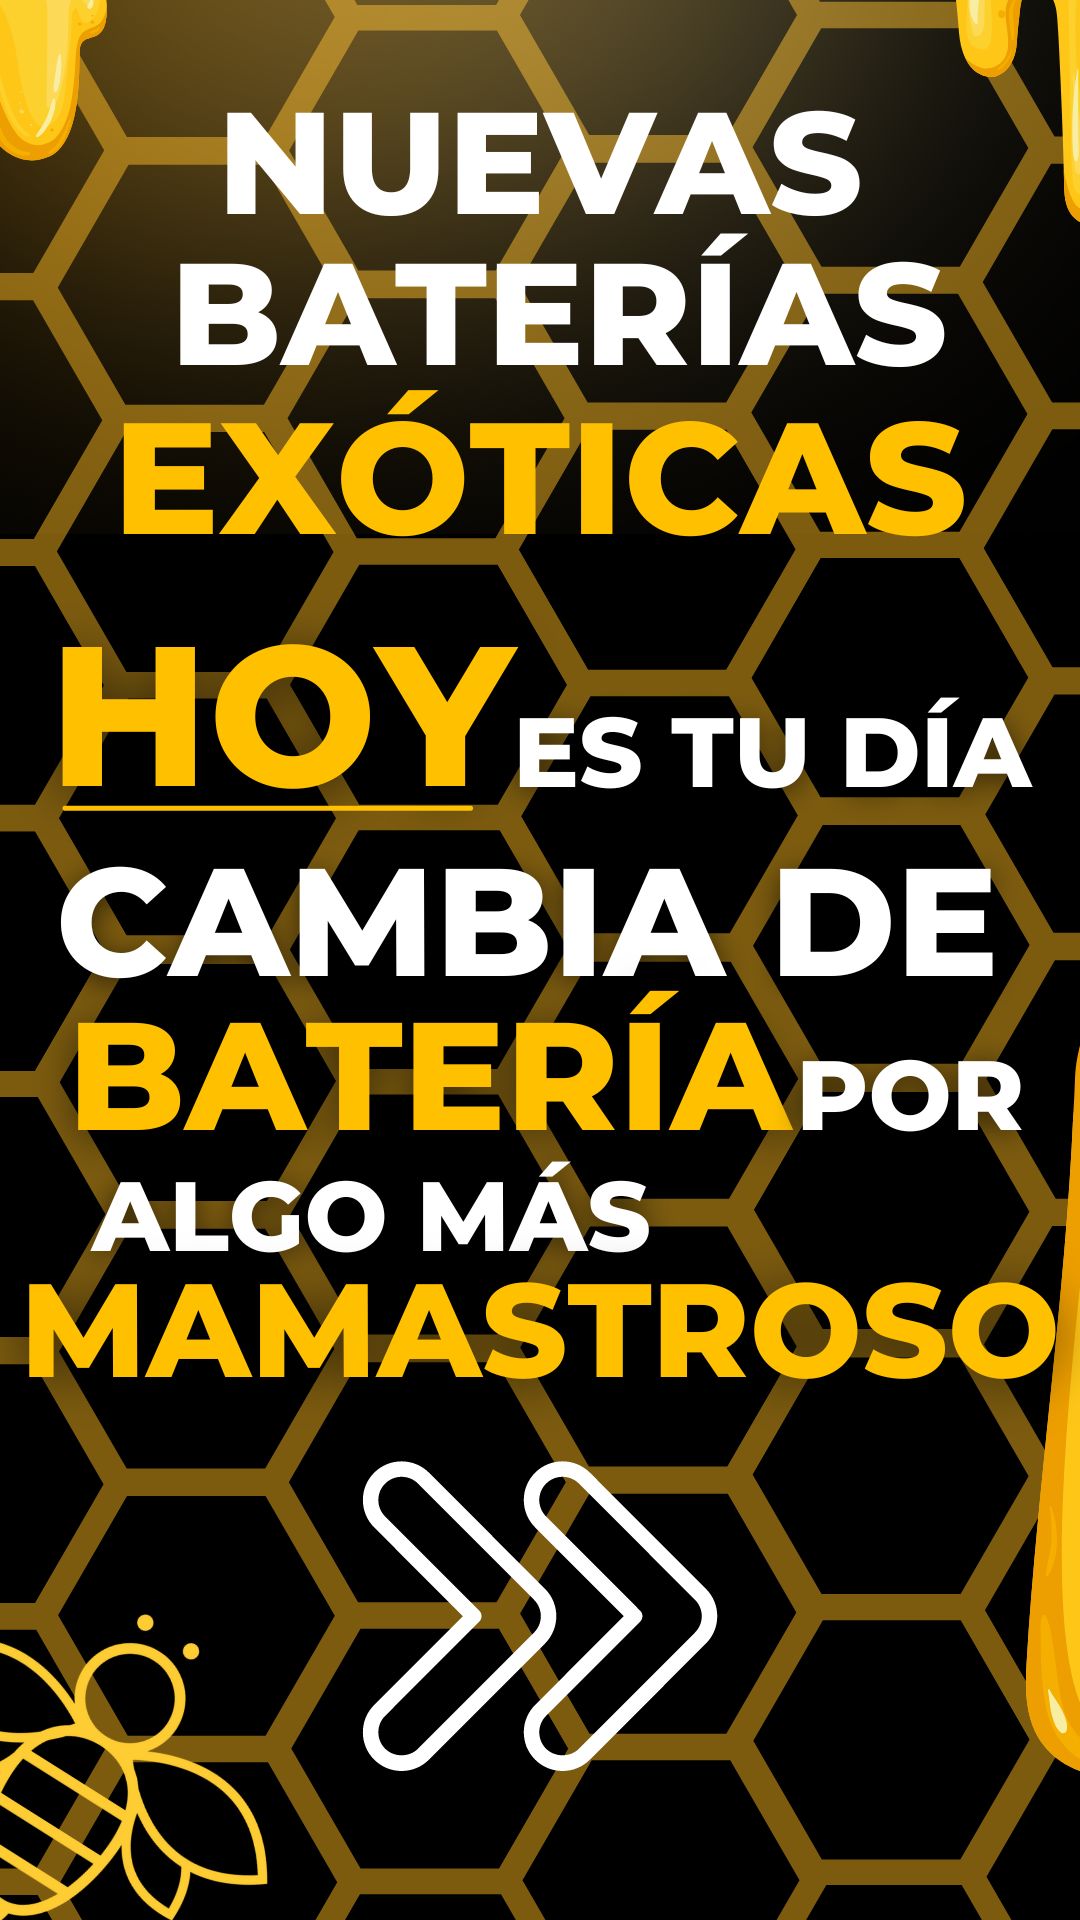 NUEVAS
BATERÍAS
EXÓTICAS
HOY ES TU DÍA
CAMBIA DE
BATERÍA POR
ALGO MÁS
MAMASTROSO